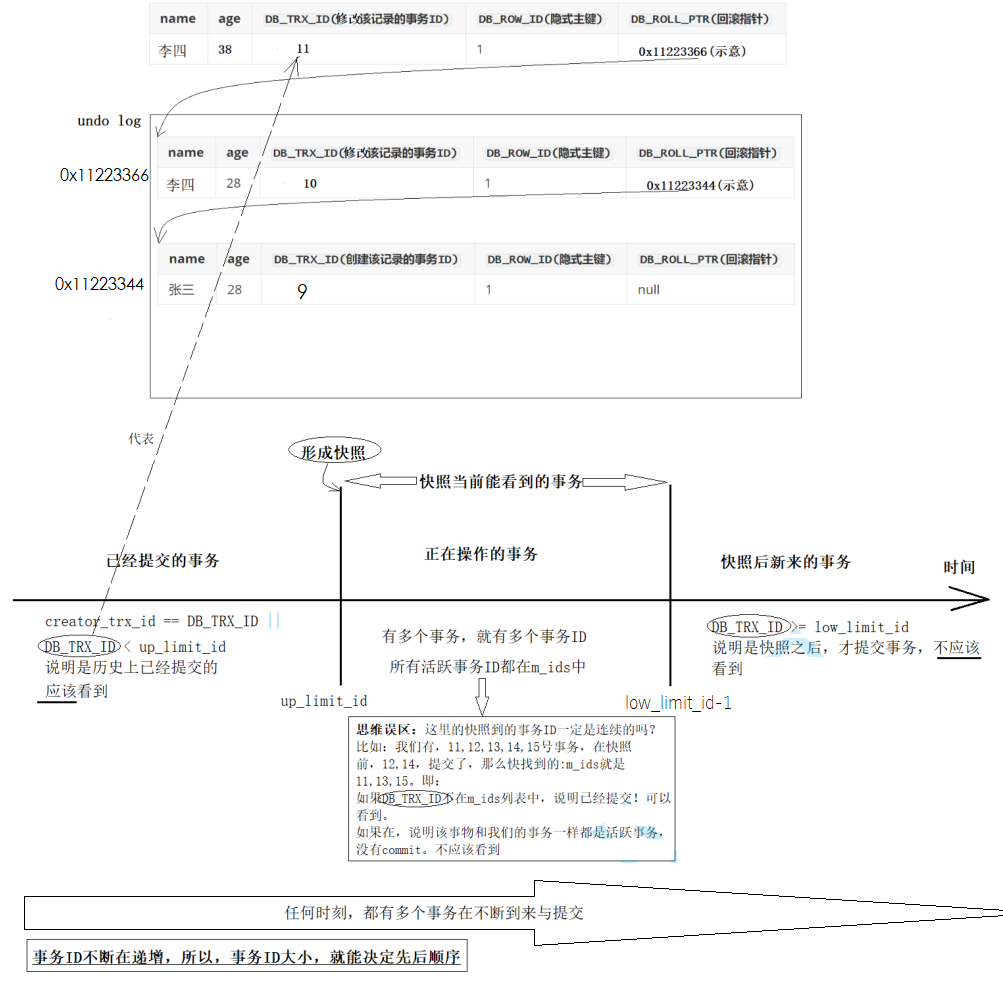 name age DB_TRX_ID(修改该记录的事务ID) DB_ROW_ID(隐式主键) DB_ROLL_PTR(回滚指针)
李四 38 11 1 0x11223366(示意)
undo log
name age DB_TRX_ID(修改该记录的事务ID) DB_ROW_ID(隐式主键) DB_ROLL_PTR(回滚指针)
0x11223366
李四 28 10 1 0x11223344(示意)
name age DB_TRX_ID(创建该记录的事务ID) DB_ROW_ID(隐式主键) DB_ROLL_PTR(回滚指针)
0x11223344
张三 28 9 1 null
代表
形成快照
快照当前能看到的事务
已经提交的事务
正在操作的事务
快照后新来的事务
时间
creator_trx_id == DB_TRX_ID ||
DB_TRX_ID < up_limit_id
说明是历史上已经提交的
应该看到
有多个事务，就有多个事务ID
所有活跃事务ID都在m_ids中
DB_TRX_ID >= low_limit_id
说明是快照之后，才提交事务，不应该
看到
up_limit_id
low_limit_id-1
思维误区：这里的快照到的事务ID一定是连续的吗?
比如：我们有，11,12,13,14,15号事务，在快照
前，12,14，提交了，那么快找到的:m_ids就是
11,13,15。即：
如果DB_TRX_ID不在m_ids列表中，说明已经提交！可以
看到。
如果在，说明该事物和我们的事务一样都是活跃事务，
没有commit。不应该看到
任何时刻，都有多个事务在不断到来与提交
事务ID不断在递增，所以，事务ID大小，就能决定先后顺序